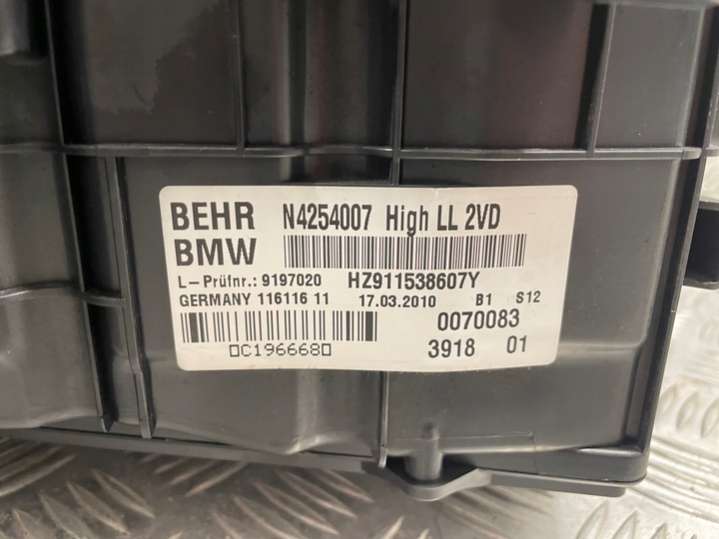 BEHR N4254007 High LL 2VD
BMW
L-Prüfnr.: 9197020 HZ911538607Y
GERMANY 116116 11 17.03.2010 B1 S12
0070083
C196668
3918 01